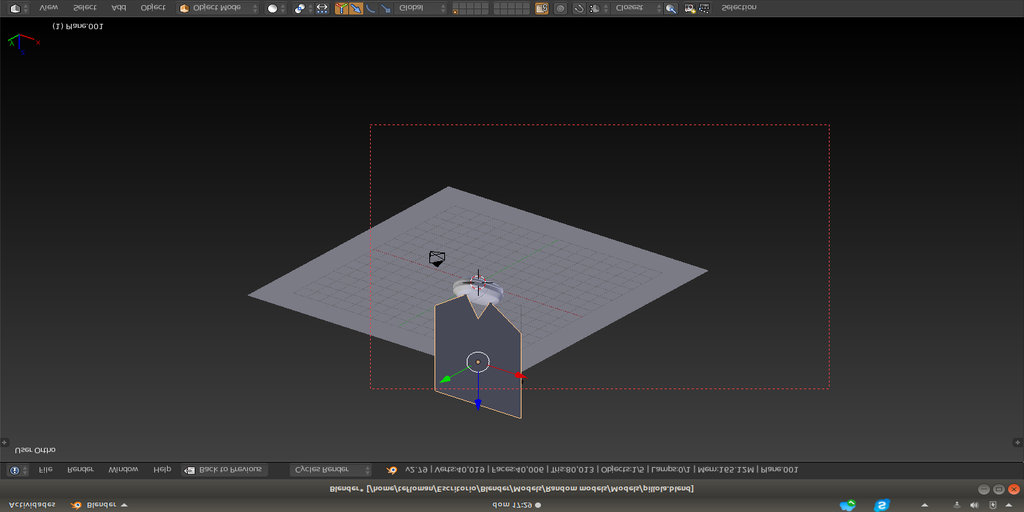 Actividades Blender dom 17:29
Blender* [/home/tefloman/Escritorio/Blender/Models/Random models/Models/pillola.blend]
File Render Window Help Back to Previous Cycles Render v2.79 | Verts:40,019 | Faces:40,006 | Tris:80,013 | Objects:1/5 | Lamps:0/1 | Mem:165.12M | Plane.001
User Ortho
(1) Plane.001
View Select Add Object Object Mode Global Closest Selection